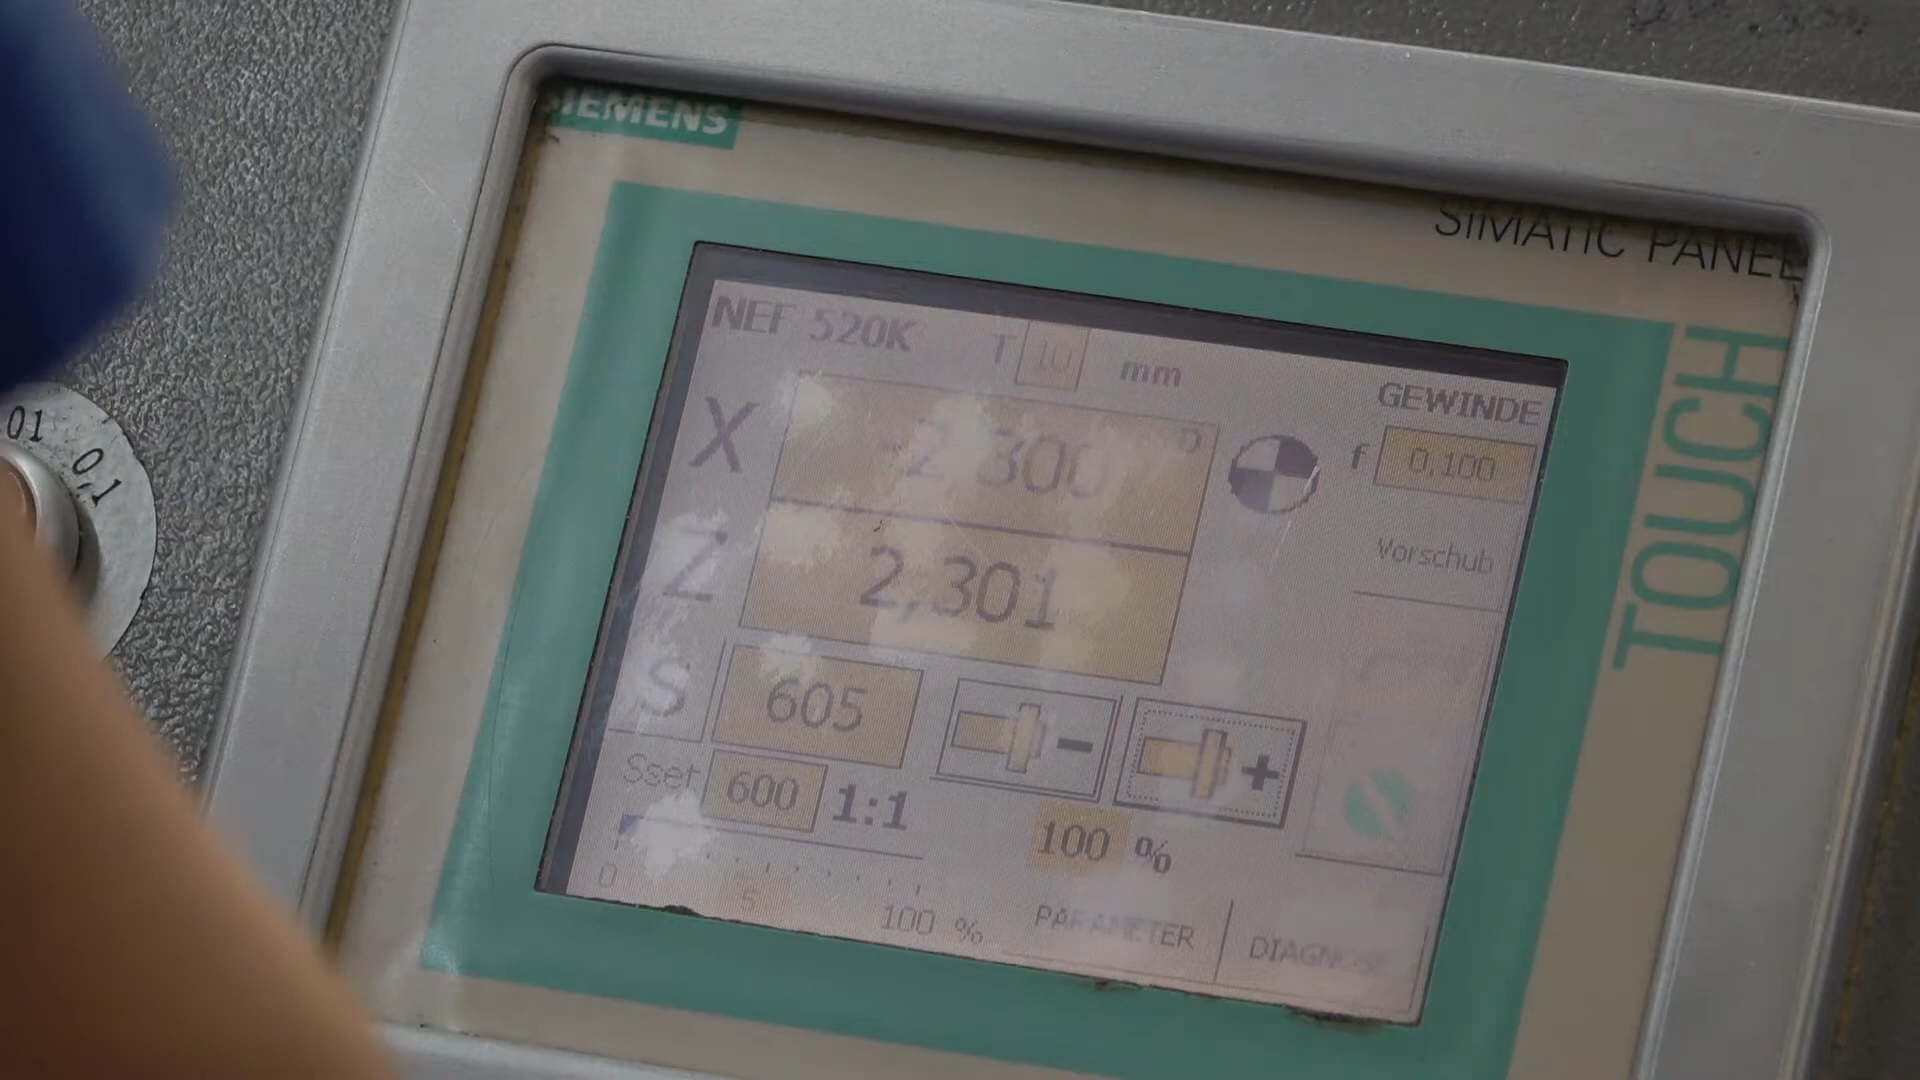 SIEMENS
SIMATIC PANEL
TOUCH
NEF 520K T 10 mm
GEWINDE
X -2,300 D
f 0,100
Z 2,301
Vorschub
S 605
- +
Sset 600 1:1
100 %
0 5 100 %
PARAMETER DIAGNOSE
01
0,1